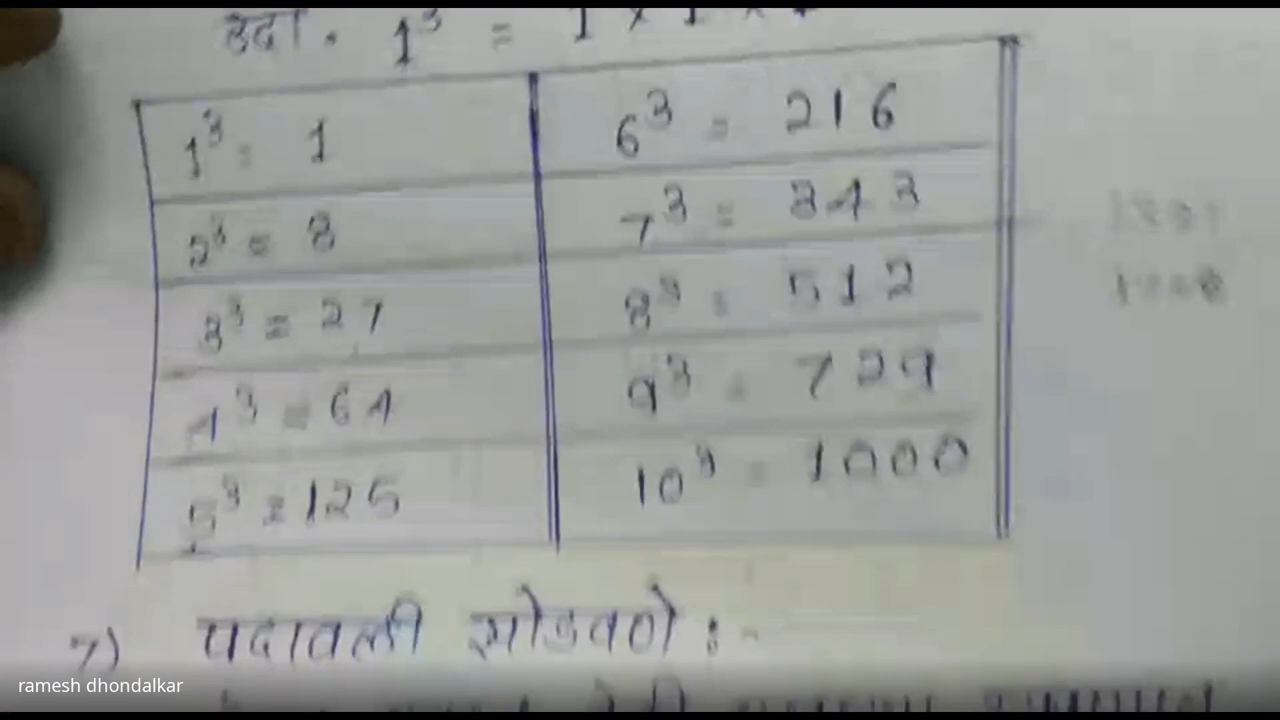 उदा. 1³ = 1 × 1 ×
1³ = 1
2³ = 8
3³ = 27
4³ = 64
5³ = 125
6³ = 216
7³ = 343
8³ = 512
9³ = 729
10³ = 1000
7) पदावली सोडवणे :-
ramesh dhondalkar